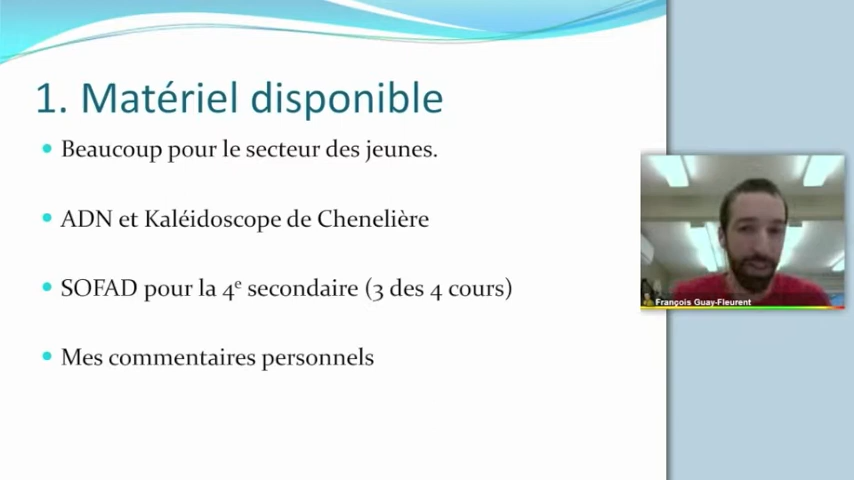 1. Matériel disponible
Beaucoup pour le secteur des jeunes.
ADN et Kaléidoscope de Chenelière
SOFAD pour la 4e secondaire (3 des 4 cours)
Mes commentaires personnels
François Guay-Fleurent